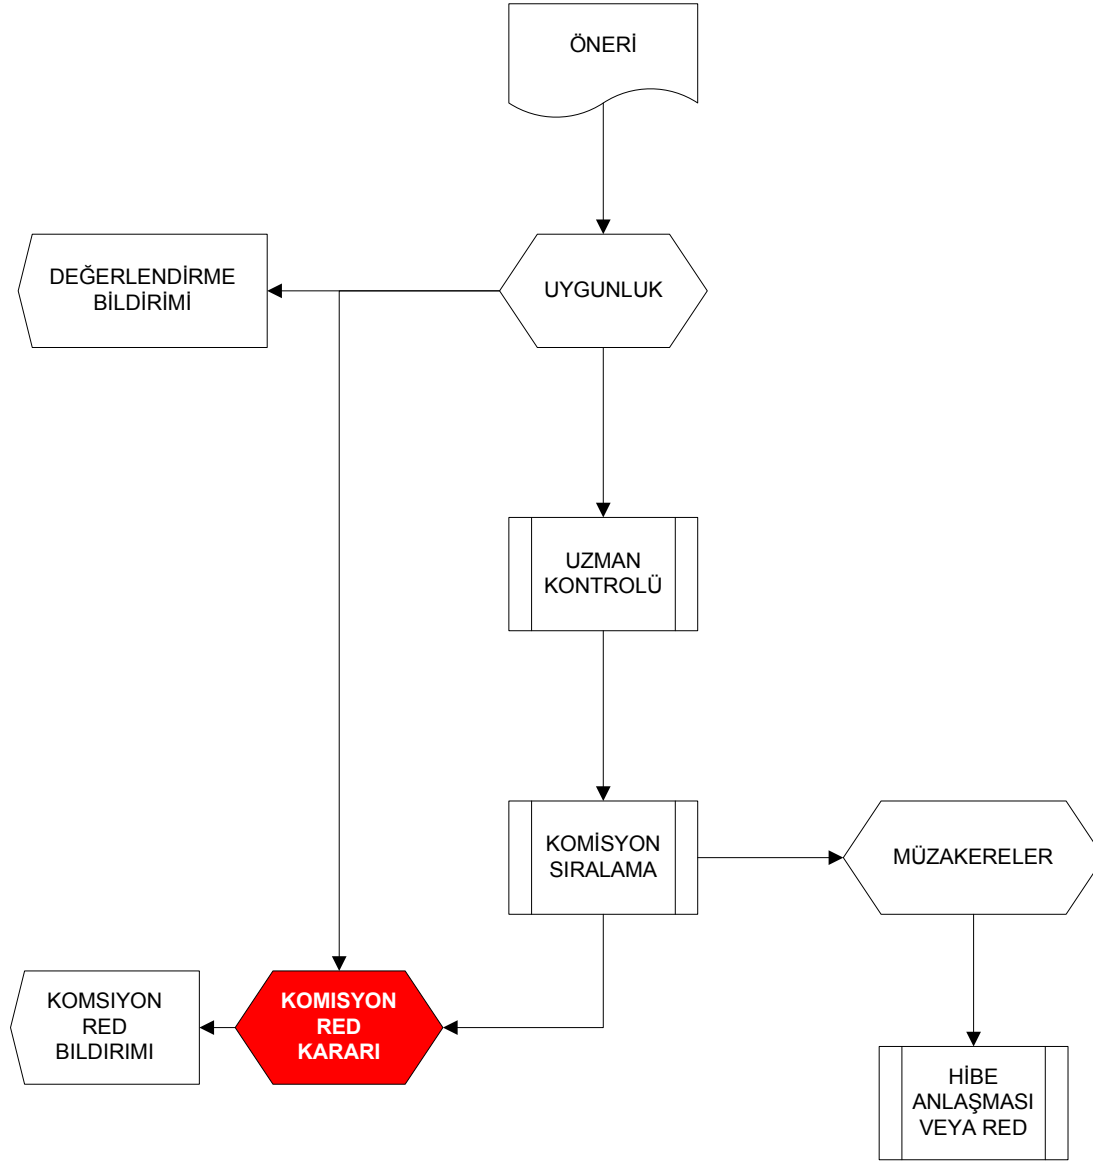 ÖNERİ
DEĞERLENDİRME
BİLDİRİMİ
UYGUNLUK
UZMAN
KONTROLÜ
KOMİSYON
SIRALAMA
MÜZAKERELER
KOMSIYON
RED
BILDIRIMI
KOMISYON
RED
KARARI
HİBE
ANLAŞMASI
VEYA RED